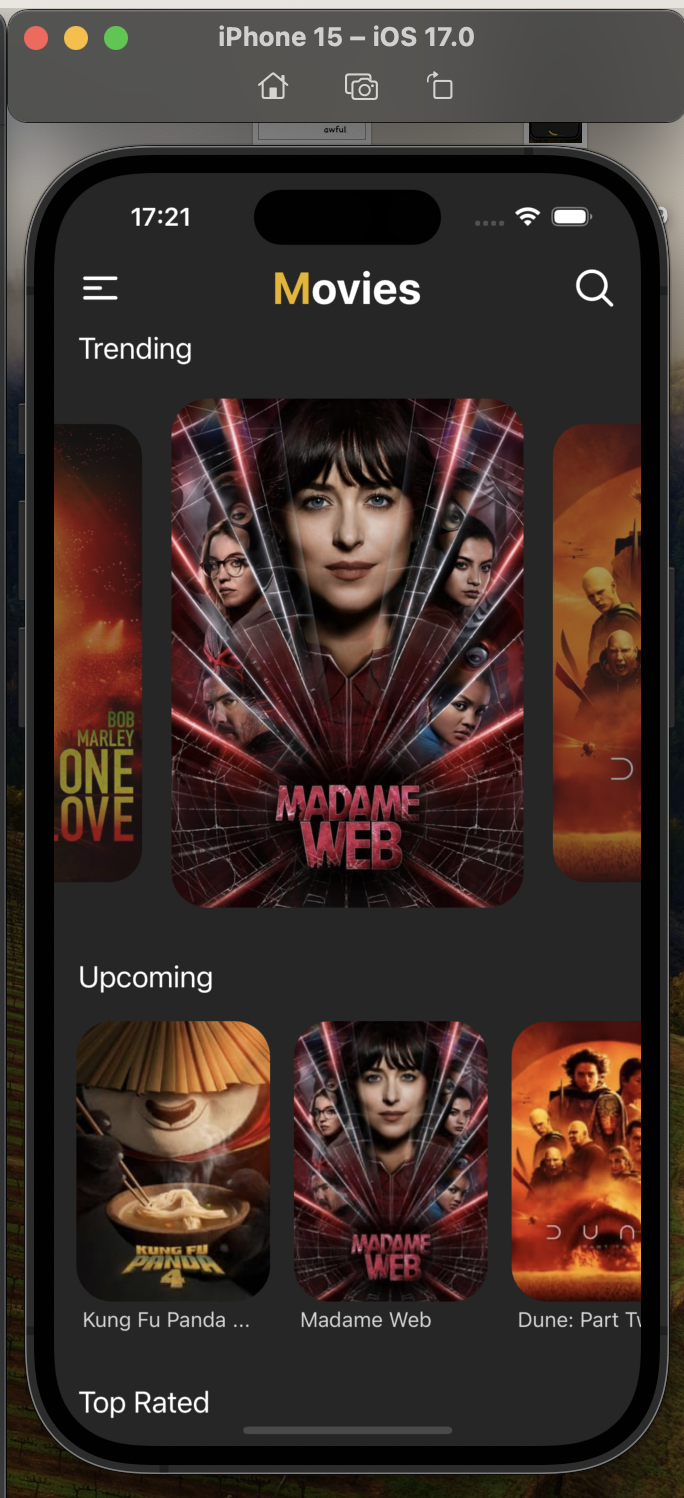 iPhone 15 – iOS 17.0
awful
17:21
Movies
Trending
BOB
MARLEY
ONE
LOVE
MADAME
WEB
Upcoming
KUNG FU
PANDA
4
MADAME
WEB
DUN
Kung Fu Panda ...
Madame Web
Dune: Part Tw
Top Rated